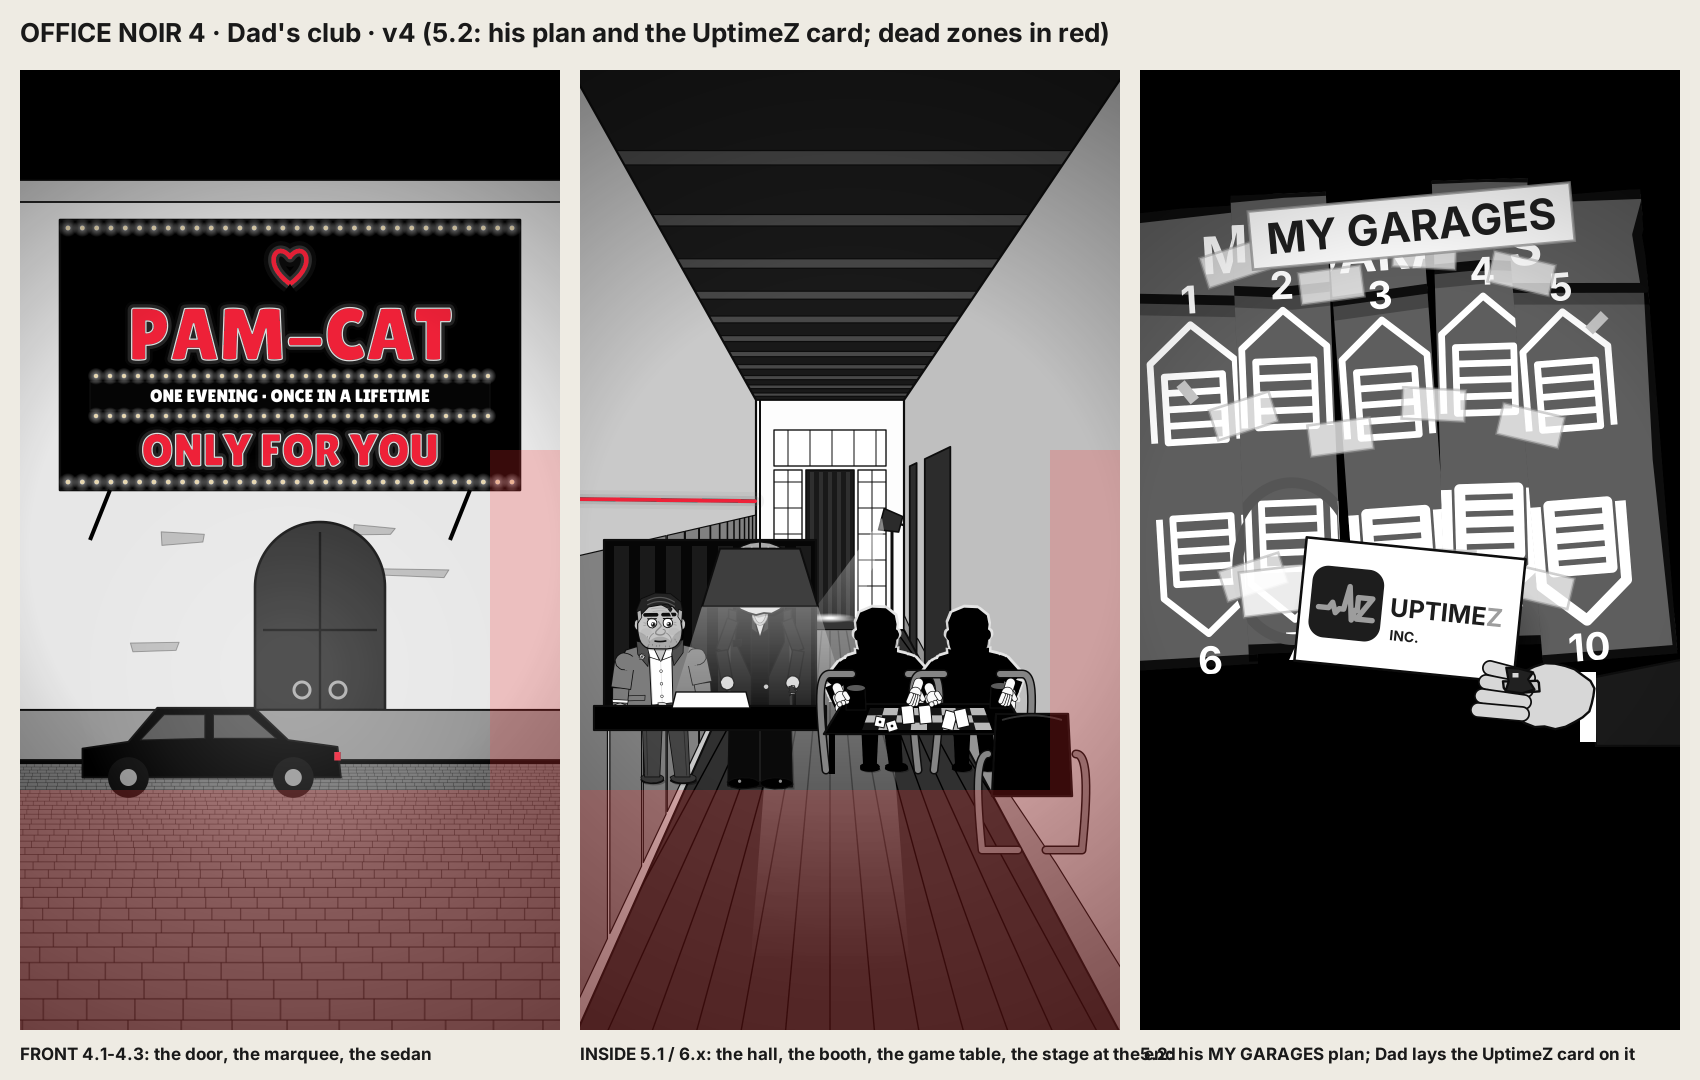 OFFICE NOIR 4 · Dad's club · v4 (5.2: his plan and the UptimeZ card; dead zones in red)
PAM–CAT
ONE EVENING · ONCE IN A LIFETIME
ONLY FOR YOU
MY GARAGES
1
2
3
4
5
UPTIMEZ
INC.
6
10
FRONT 4.1-4.3: the door, the marquee, the sedan
INSIDE 5.1 / 6.x: the hall, the booth, the game table, the stage at the end
5.2: his MY GARAGES plan; Dad lays the UptimeZ card on it